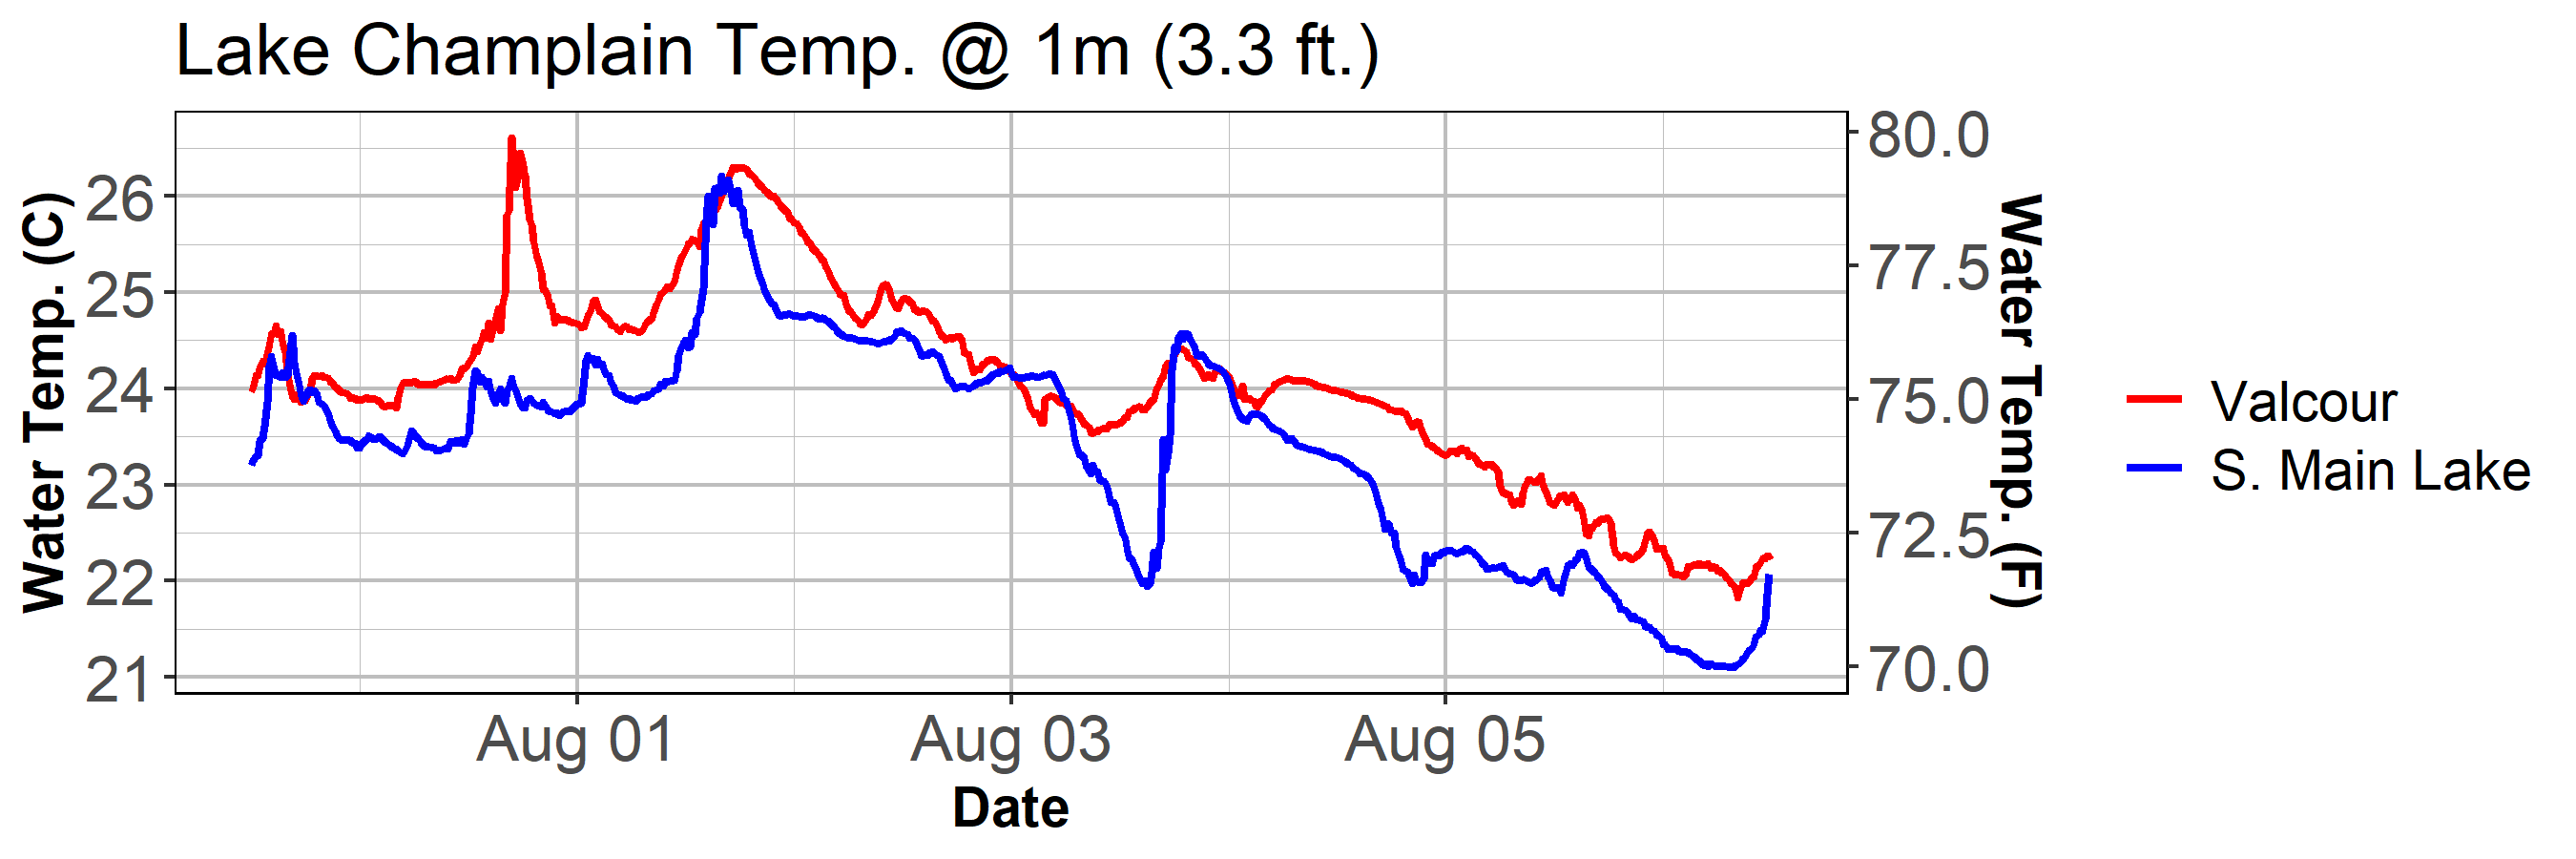 Lake Champlain Temp. @ 1m (3.3 ft.)
Water Temp. (C)
26
25
24
23
22
21
80.0
77.5
75.0
72.5
70.0
Water Temp. (F)
Aug 01
Aug 03
Aug 05
Date
Valcour
S. Main Lake